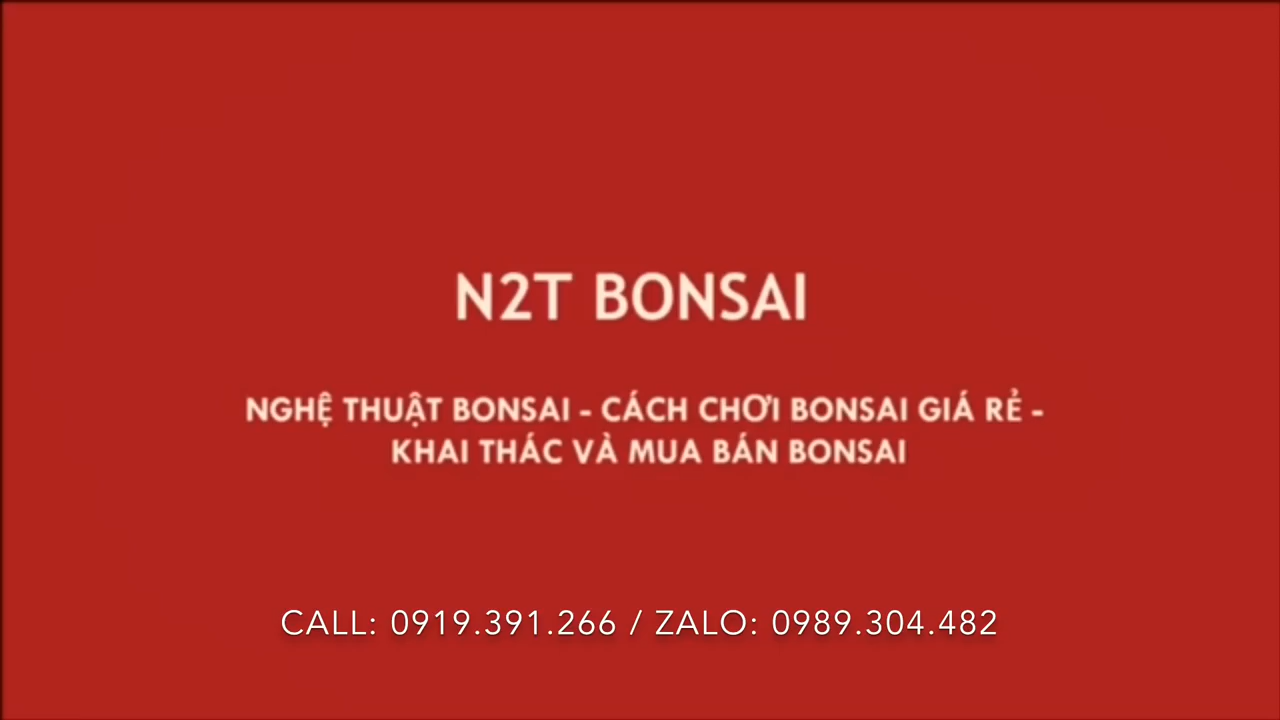 N2T BONSAI
NGHỆ THUẬT BONSAI - CÁCH CHƠI BONSAI GIÁ RẺ -
KHAI THÁC VÀ MUA BÁN BONSAI
CALL: 0919.391.266 / ZALO: 0989.304.482